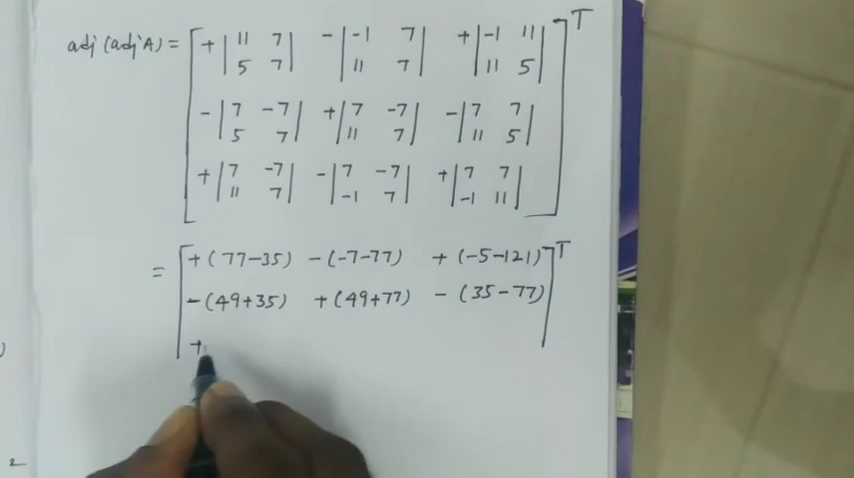 adj (adj A) = [ + | 11 7 | - | -1 7 | + | -1 11 | ] T
| 5 7 | | 11 7 | | 11 5 |
- | 7 -7 | + | 7 -7 | - | 7 7 |
| 5 7 | | 11 7 | | 11 5 |
+ | 7 -7 | - | 7 -7 | + | 7 7 |
| 11 7 | | -1 7 | | -1 11 |
= [ + (77-35) - (-7-77) + (-5-121) ] T
- (49+35) + (49+77) - (35-77)
+